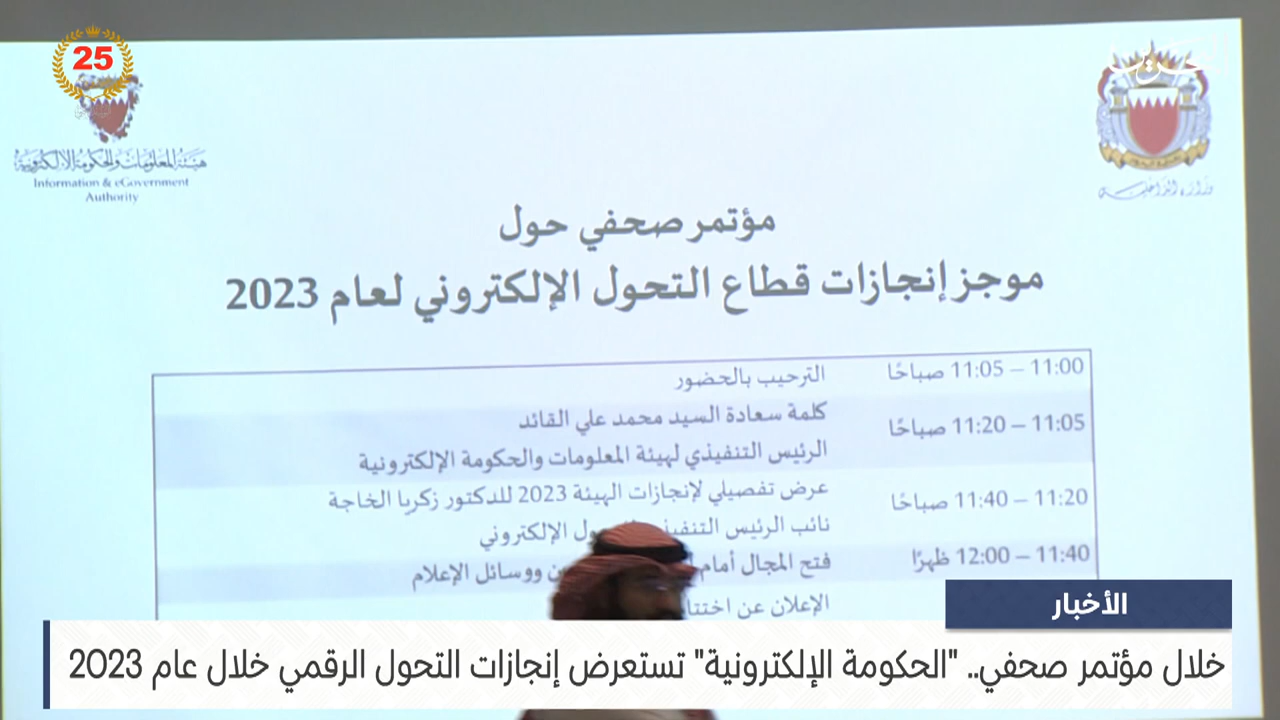 25
البحرين
هيئة المعلومات والحكومة الإلكترونية
Information & eGovernment
Authority
وزارة الداخلية
مؤتمر صحفي حول
موجز إنجازات قطاع التحول الإلكتروني لعام 2023
11:00 – 11:05 صباحًا الترحيب بالحضور
11:05 – 11:20 صباحًا كلمة سعادة السيد محمد علي القائد
الرئيس التنفيذي لهيئة المعلومات والحكومة الإلكترونية
11:20 – 11:40 صباحًا عرض تفصيلي لإنجازات الهيئة 2023 للدكتور زكريا الخاجة
نائب الرئيس الإلكتروني
11:40 – 12:00 ظهرًا فتح المجال أمام ووسائل الإعلام
الإعلان عن
الأخبار
خلال مؤتمر صحفي.. "الحكومة الإلكترونية" تستعرض إنجازات التحول الرقمي خلال عام 2023